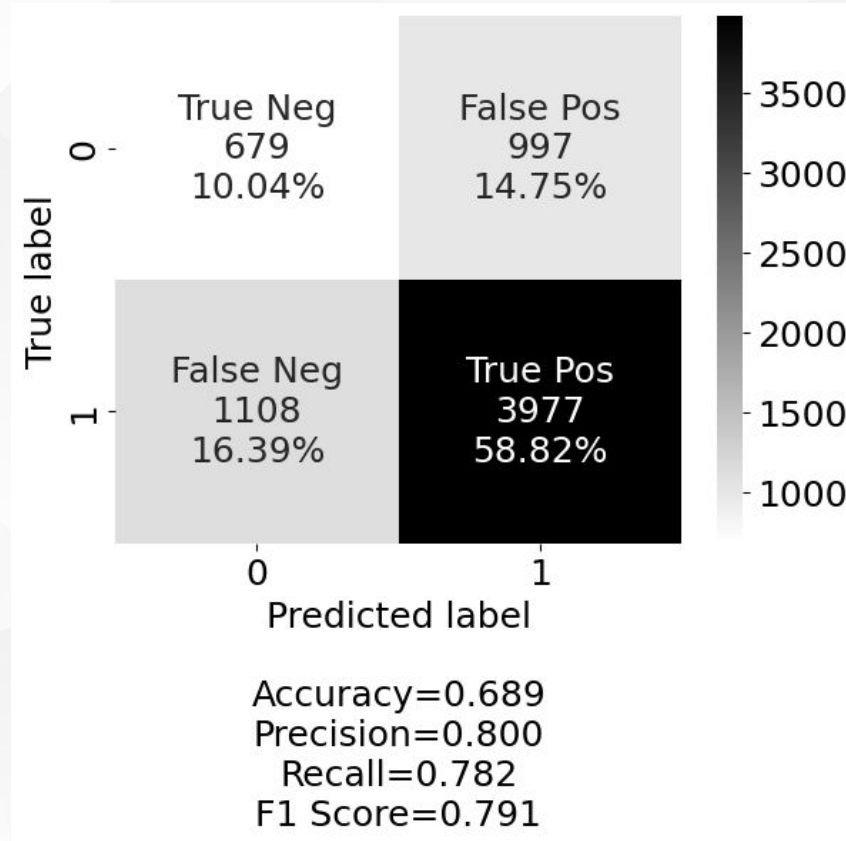 True Neg
679
10.04%
False Pos
997
14.75%
False Neg
1108
16.39%
True Pos
3977
58.82%
0
1
True label
0
1
Predicted label
3500
3000
2500
2000
1500
1000
Accuracy=0.689
Precision=0.800
Recall=0.782
F1 Score=0.791